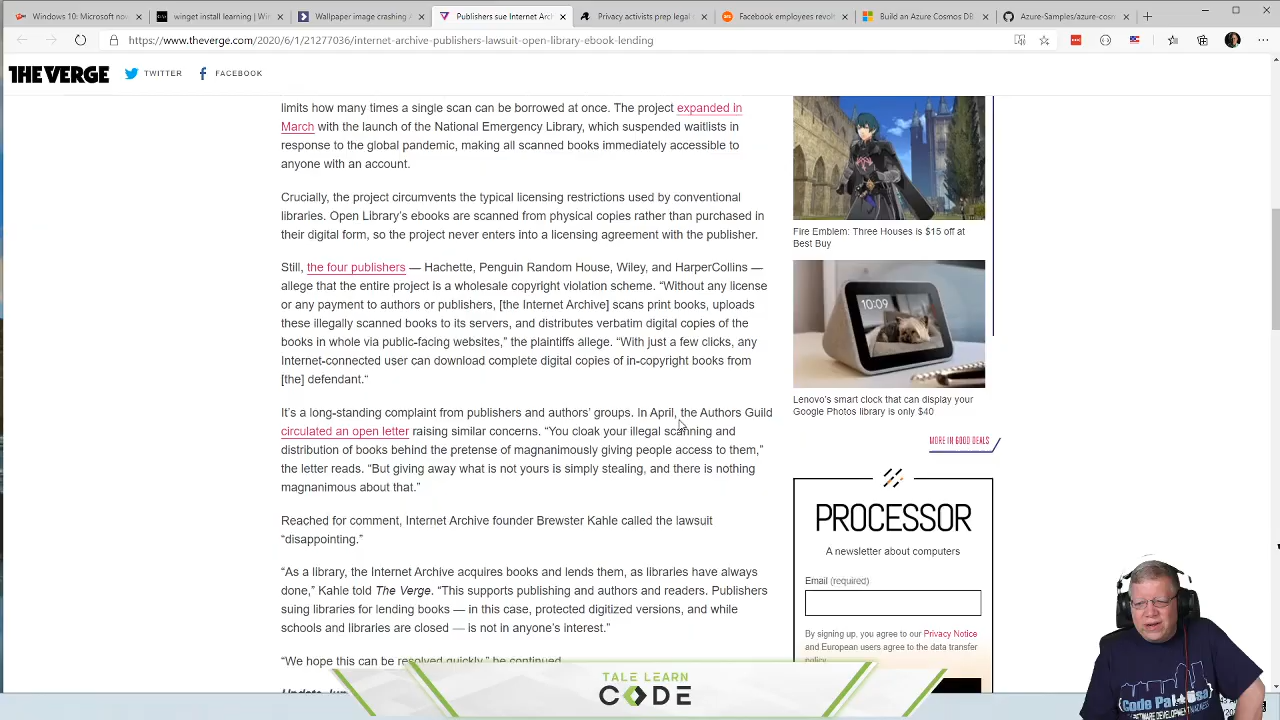 Microsoft
winget install learning | Win
Wallpaper image crashing
Publishers sue Internet Arc
Privacy activists prep legal
Facebook employees revolt
Build an Azure Cosmos DB
Azure-Samples/azure-cosm
https://www.theverge.com/2020/6/1/21277036/internet-archive-publishers-lawsuit-open-library-ebook-lending
THE VERGE
TWITTER
FACEBOOK
limits how many times a single scan can be borrowed at once. The project expanded in
March with the launch of the National Emergency Library, which suspended waitlists in
response to the global pandemic, making all scanned books immediately accessible to
anyone with an account.
Crucially, the project circumvents the typical licensing restrictions used by conventional
libraries. Open Library’s ebooks are scanned from physical copies rather than purchased in
their digital form, so the project never enters into a licensing agreement with the publisher.
Still, the four publishers — Hachette, Penguin Random House, Wiley, and HarperCollins —
allege that the entire project is a wholesale copyright violation scheme. “Without any license
or any payment to authors or publishers, [the Internet Archive] scans print books, uploads
these illegally scanned books to its servers, and distributes verbatim digital copies of the
books in whole via public-facing websites,” the plaintiffs allege. “With just a few clicks, any
Internet-connected user can download complete digital copies of in-copyright books from
[the] defendant.“
It’s a long-standing complaint from publishers and authors’ groups. In April, the Authors Guild
circulated an open letter raising similar concerns. “You cloak your illegal scanning and
distribution of books behind the pretense of magnanimously giving people access to them,”
the letter reads. “But giving away what is not yours is simply stealing, and there is nothing
magnanimous about that.”
Reached for comment, Internet Archive founder Brewster Kahle called the lawsuit
“disappointing.”
“As a library, the Internet Archive acquires books and lends them, as libraries have always
done,” Kahle told The Verge. “This supports publishing and authors and readers. Publishers
suing libraries for lending books — in this case, protected digitized versions, and while
schools and libraries are closed — is not in anyone’s interest.”
“We hope this can be resolved quickly,” he continued.
Update
Fire Emblem: Three Houses is $15 off at
Best Buy
10:09
Lenovo’s smart clock that can display your
Google Photos library is only $40
MORE IN GOOD DEALS
PROCESSOR
A newsletter about computers
Email (required)
By signing up, you agree to our Privacy Notice
and European users agree to the data transfer
policy.
TALE LEARN
CODE
Code PaLOUsa
SOFTWARE DEVELOPMENT